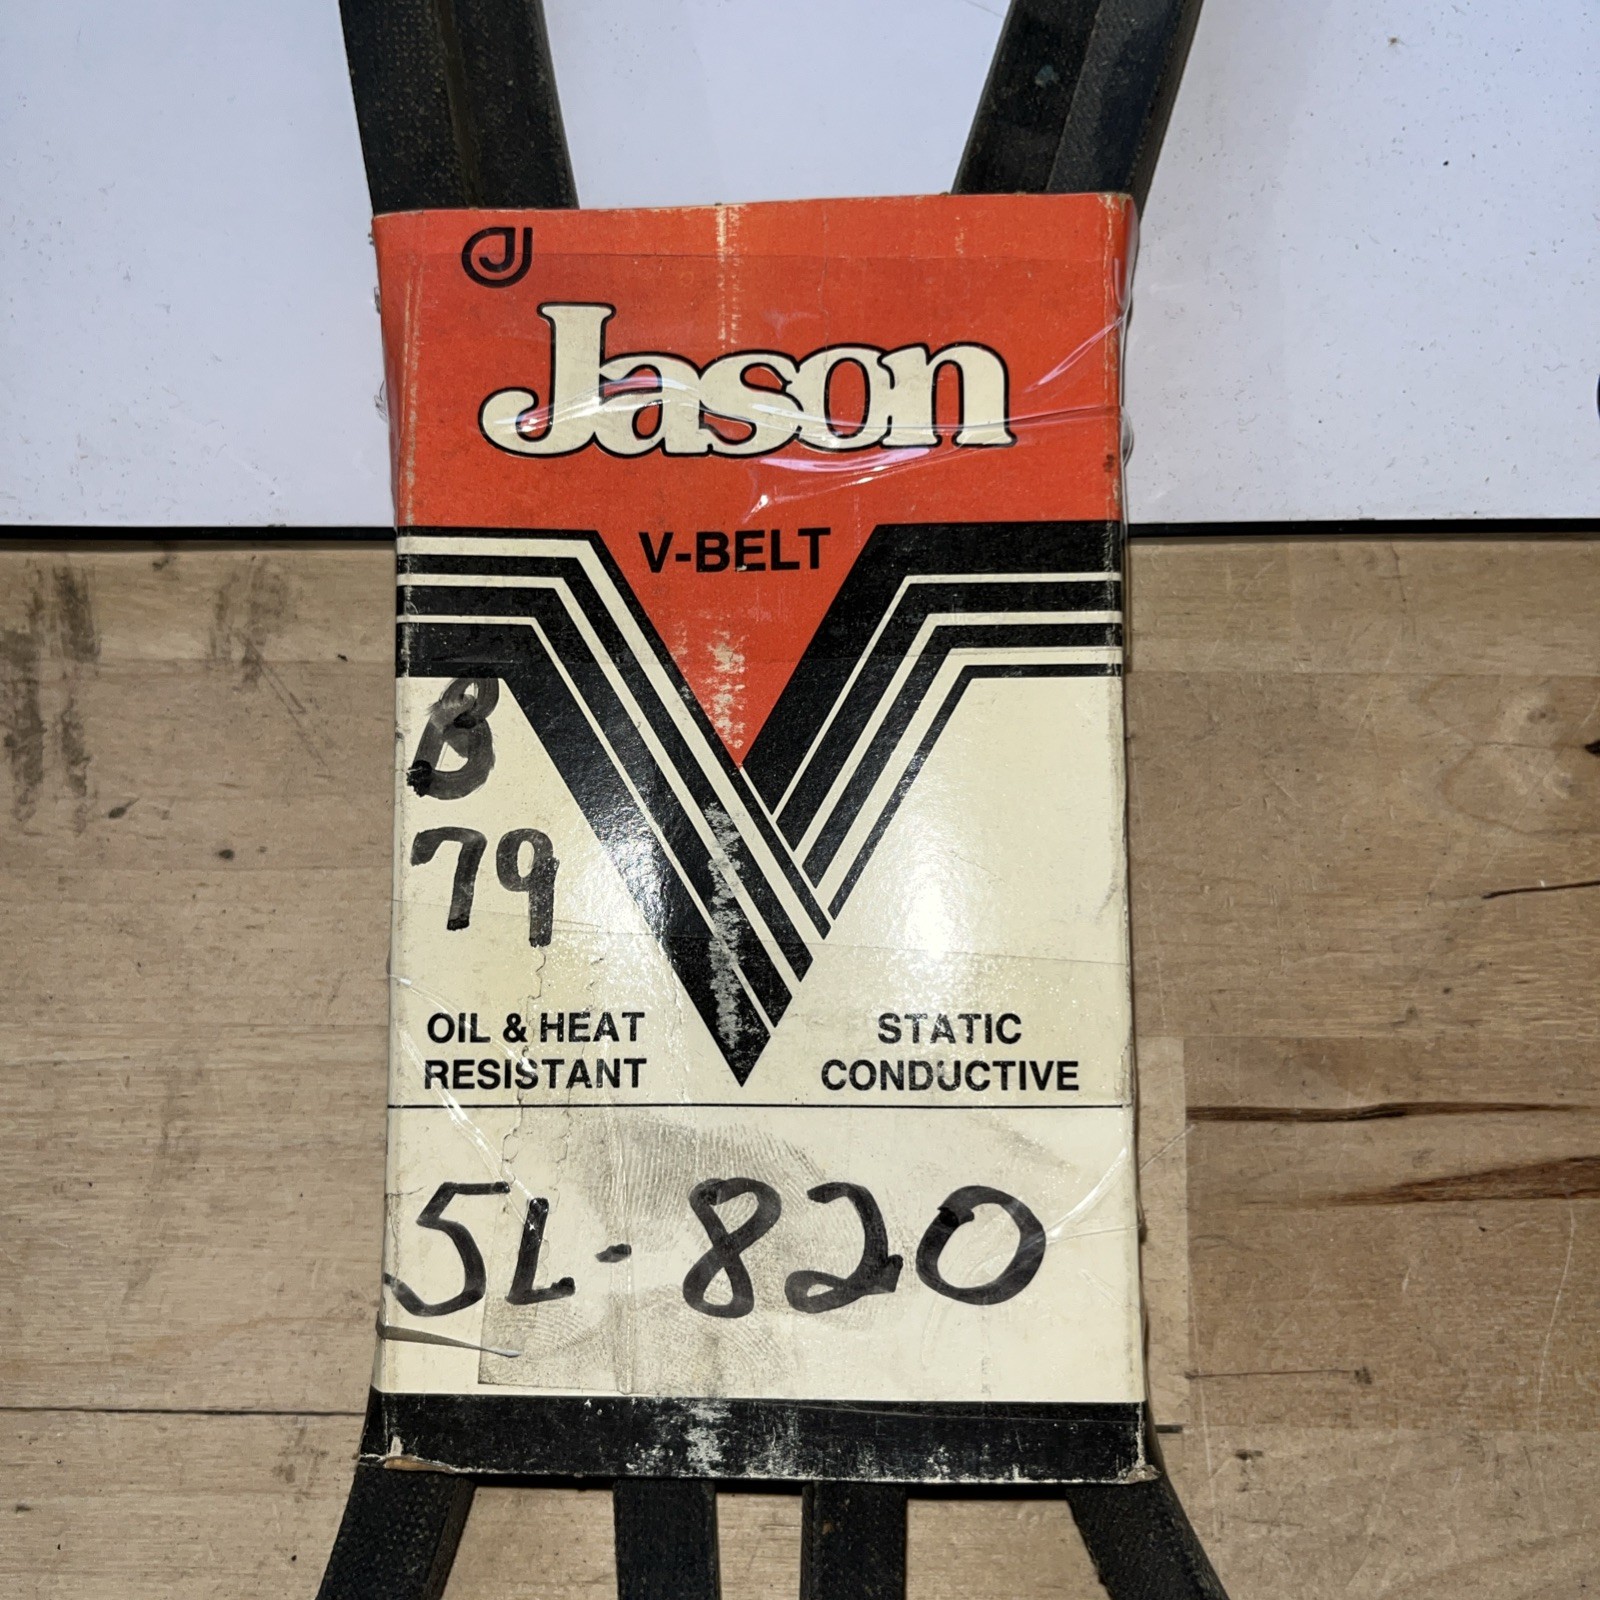 Jason
V-BELT
B
79
OIL & HEAT
RESISTANT
STATIC
CONDUCTIVE
5L-820